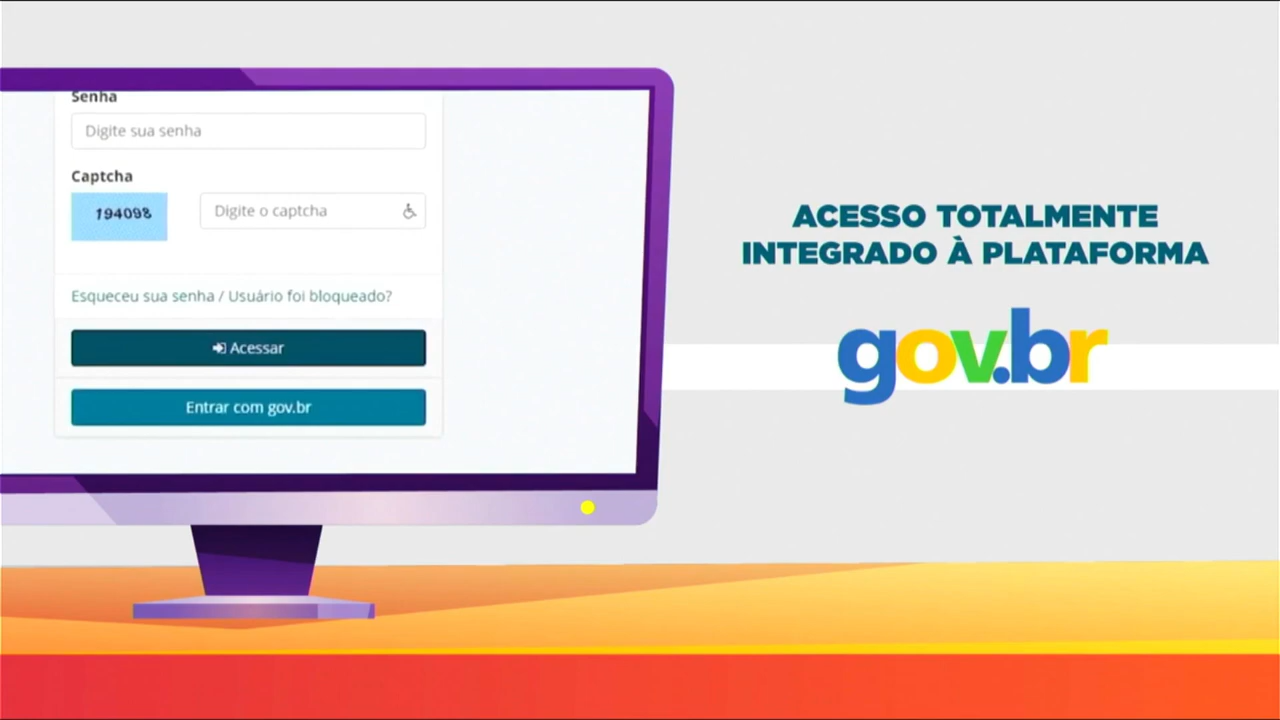 Senha
Digite sua senha
Captcha
194098
Digite o captcha
Esqueceu sua senha / Usuário foi bloqueado?
Acessar
Entrar com gov.br
ACESSO TOTALMENTE
INTEGRADO À PLATAFORMA
gov.br